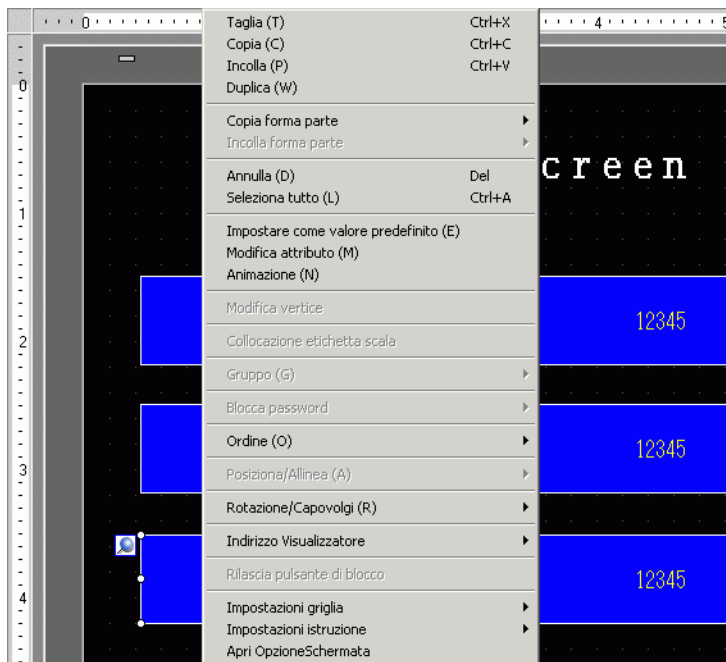 0
4
5
Taglia (T) Ctrl+X
Copia (C) Ctrl+C
Incolla (P) Ctrl+V
Duplica (W)
0
Copia forma parte
Incolla forma parte
creen
Annulla (D) Del
Seleziona tutto (L) Ctrl+A
1
Impostare come valore predefinito (E)
Modifica attributo (M)
Animazione (N)
Modifica vertice
12345
2
Collocazione etichetta scala
Gruppo (G)
Blocca password
Ordine (O)
12345
3
Posiziona/Allinea (A)
Rotazione/Capovolgi (R)
Indirizzo Visualizzatore
Rilascia pulsante di blocco
12345
4
Impostazioni griglia
Impostazioni istruzione
Apri OpzioneSchermata